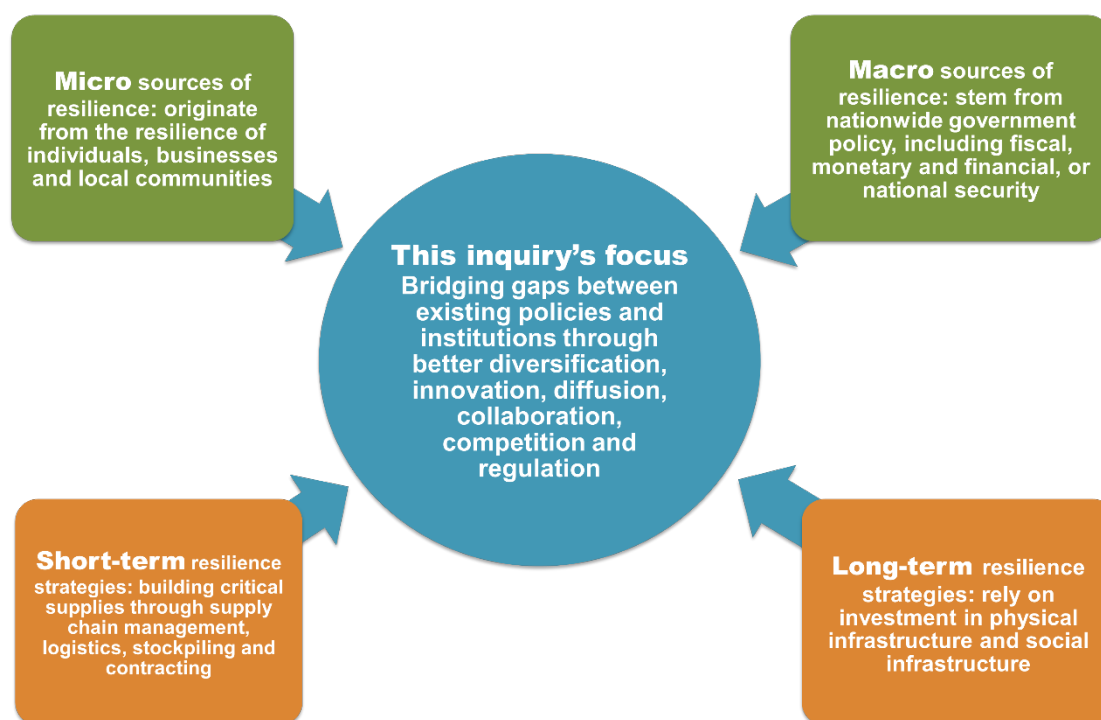 Micro sources of
resilience: originate
from the resilience of
individuals, businesses
and local communities
Macro sources of
resilience: stem from
nationwide government
policy, including fiscal,
monetary and financial, or
national security
This inquiry’s focus
Bridging gaps between
existing policies and
institutions through
better diversification,
innovation, diffusion,
collaboration,
competition and
regulation
Short-term resilience
strategies: building critical
supplies through supply
chain management,
logistics, stockpiling and
contracting
Long-term resilience
strategies: rely on
investment in physical
infrastructure and social
infrastructure